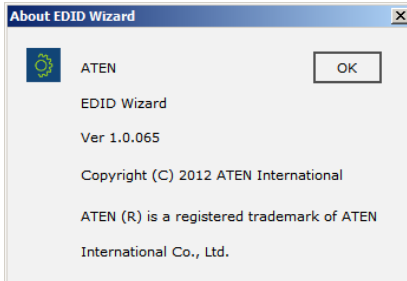 About EDID Wizard
ATEN
OK
EDID Wizard
Ver 1.0.065
Copyright (C) 2012 ATEN International
ATEN (R) is a registered trademark of ATEN
International Co., Ltd.